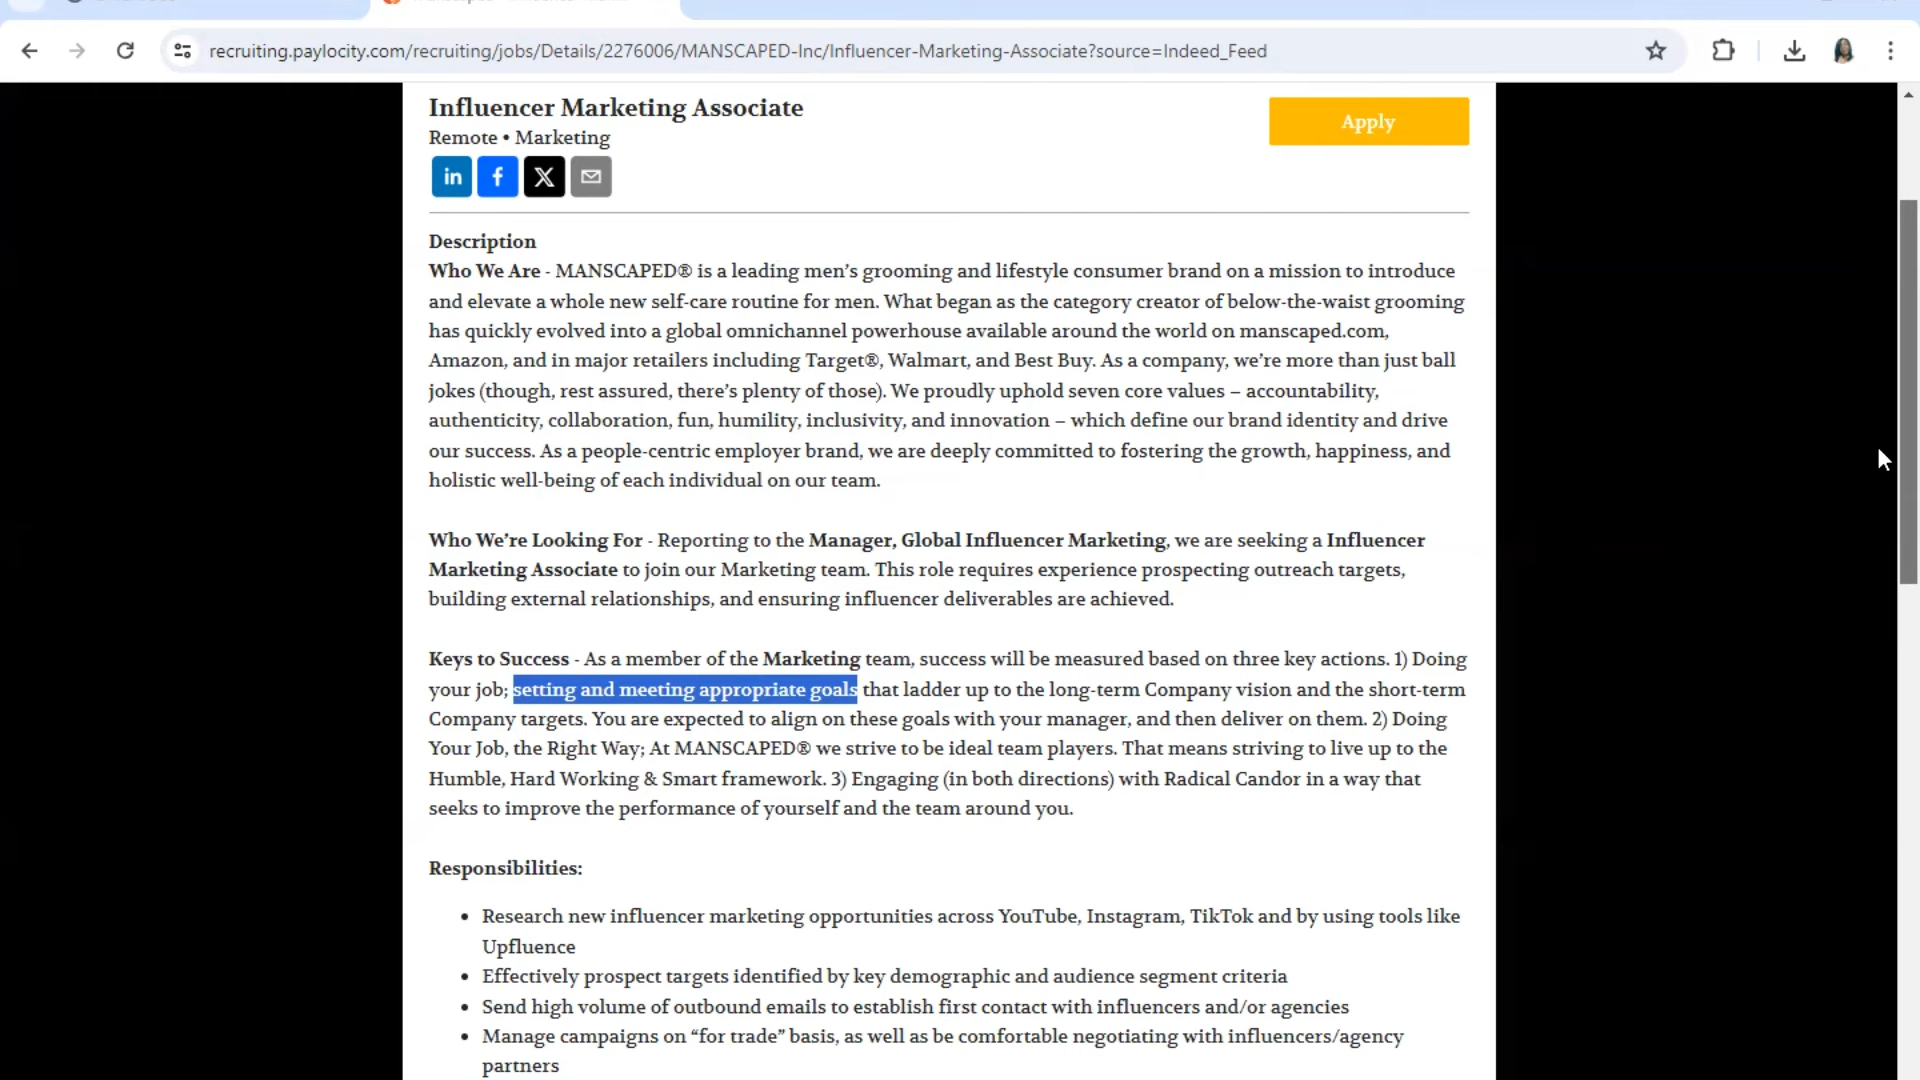 recruiting.paylocity.com/recruiting/jobs/Details/2276006/MANSCAPED-Inc/Influencer-Marketing-Associate?source=Indeed_Feed
Influencer Marketing Associate
Apply
Remote • Marketing
Description
Who We Are - MANSCAPED® is a leading men’s grooming and lifestyle consumer brand on a mission to introduce
and elevate a whole new self-care routine for men. What began as the category creator of below-the-waist grooming
has quickly evolved into a global omnichannel powerhouse available around the world on manscaped.com,
Amazon, and in major retailers including Target®, Walmart, and Best Buy. As a company, we’re more than just ball
jokes (though, rest assured, there’s plenty of those). We proudly uphold seven core values – accountability,
authenticity, collaboration, fun, humility, inclusivity, and innovation – which define our brand identity and drive
our success. As a people-centric employer brand, we are deeply committed to fostering the growth, happiness, and
holistic well-being of each individual on our team.
Who We’re Looking For - Reporting to the Manager, Global Influencer Marketing, we are seeking a Influencer
Marketing Associate to join our Marketing team. This role requires experience prospecting outreach targets,
building external relationships, and ensuring influencer deliverables are achieved.
Keys to Success - As a member of the Marketing team, success will be measured based on three key actions. 1) Doing
your job; setting and meeting appropriate goals that ladder up to the long-term Company vision and the short-term
Company targets. You are expected to align on these goals with your manager, and then deliver on them. 2) Doing
Your Job, the Right Way; At MANSCAPED® we strive to be ideal team players. That means striving to live up to the
Humble, Hard Working & Smart framework. 3) Engaging (in both directions) with Radical Candor in a way that
seeks to improve the performance of yourself and the team around you.
Responsibilities:
• Research new influencer marketing opportunities across YouTube, Instagram, TikTok and by using tools like
Upfluence
• Effectively prospect targets identified by key demographic and audience segment criteria
• Send high volume of outbound emails to establish first contact with influencers and/or agencies
• Manage campaigns on “for trade” basis, as well as be comfortable negotiating with influencers/agency
partners